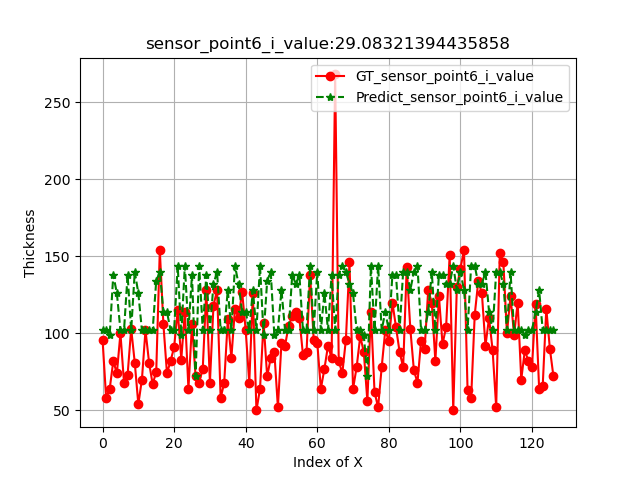 sensor_point6_i_value:29.08321394435858
GT_sensor_point6_i_value
Predict_sensor_point6_i_value
Thickness
250
200
150
100
50
0 20 40 60 80 100 120
Index of X